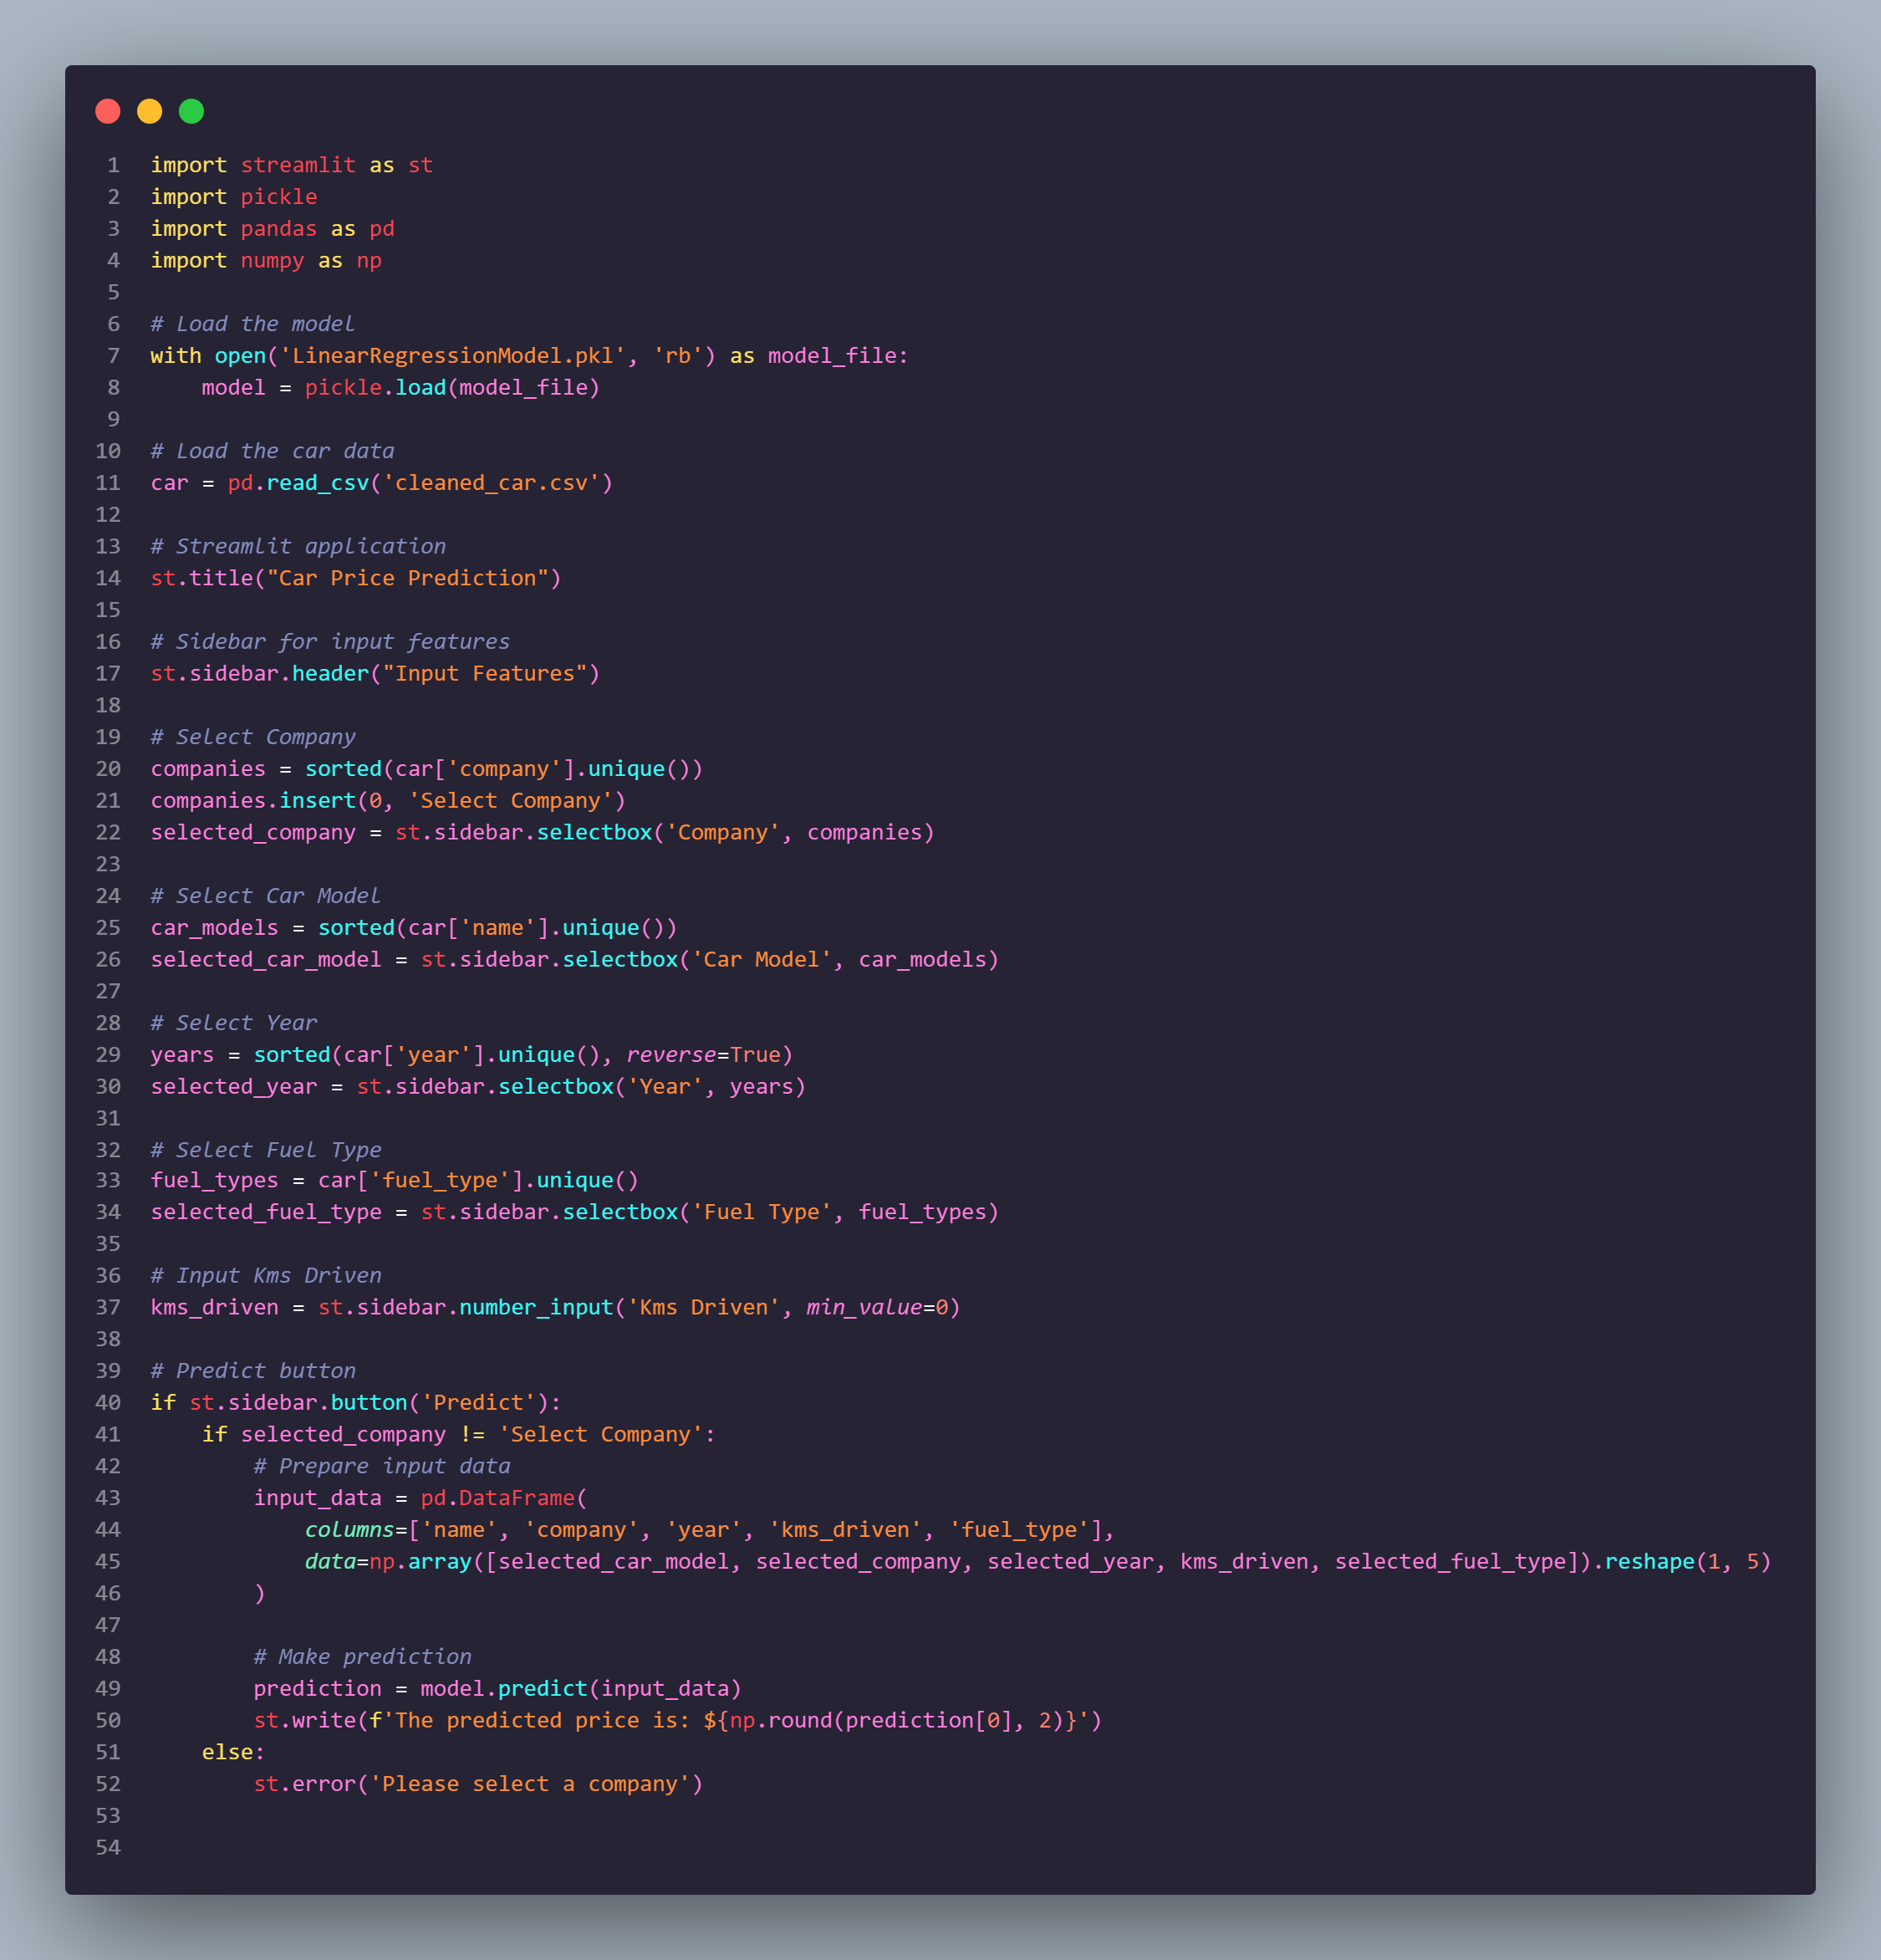 1 import streamlit as st
2 import pickle
3 import pandas as pd
4 import numpy as np
5
6 # Load the model
7 with open('LinearRegressionModel.pkl', 'rb') as model_file:
8     model = pickle.load(model_file)
9
10 # Load the car data
11 car = pd.read_csv('cleaned_car.csv')
12
13 # Streamlit application
14 st.title("Car Price Prediction")
15
16 # Sidebar for input features
17 st.sidebar.header("Input Features")
18
19 # Select Company
20 companies = sorted(car['company'].unique())
21 companies.insert(0, 'Select Company')
22 selected_company = st.sidebar.selectbox('Company', companies)
23
24 # Select Car Model
25 car_models = sorted(car['name'].unique())
26 selected_car_model = st.sidebar.selectbox('Car Model', car_models)
27
28 # Select Year
29 years = sorted(car['year'].unique(), reverse=True)
30 selected_year = st.sidebar.selectbox('Year', years)
31
32 # Select Fuel Type
33 fuel_types = car['fuel_type'].unique()
34 selected_fuel_type = st.sidebar.selectbox('Fuel Type', fuel_types)
35
36 # Input Kms Driven
37 kms_driven = st.sidebar.number_input('Kms Driven', min_value=0)
38
39 # Predict button
40 if st.sidebar.button('Predict'):
41     if selected_company != 'Select Company':
42         # Prepare input data
43         input_data = pd.DataFrame(
44             columns=['name', 'company', 'year', 'kms_driven', 'fuel_type'],
45             data=np.array([selected_car_model, selected_company, selected_year, kms_driven, selected_fuel_type]).reshape(1, 5)
46         )
47
48         # Make prediction
49         prediction = model.predict(input_data)
50         st.write(f'The predicted price is: ${np.round(prediction[0], 2)}')
51     else:
52         st.error('Please select a company')
53
54